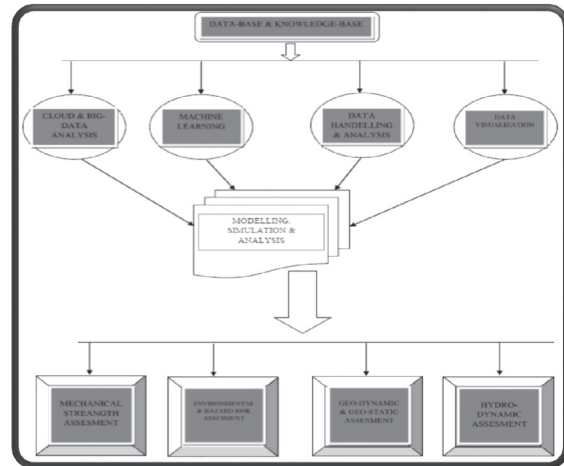 DATA-BASE & KNOWLEDGE-BASE
CLOUD & BIG-
DATA
ANALYSIS
MACHINE
LEARNING
DATA
HANDELLING
& ANALYSIS
DATA
VISUALIZATION
MODELLING,
SIMULATION &
ANALYSIS
MECHANICAL
STREANGTH
ASSESMENT
ENVIRONMENTAL
& HAZARD RISK
ASSESMENT
GEO-DYNAMIC
& GEO-STATIC
ASSESMENT
HYDRO-
DYNAMIC
ASSESMENT